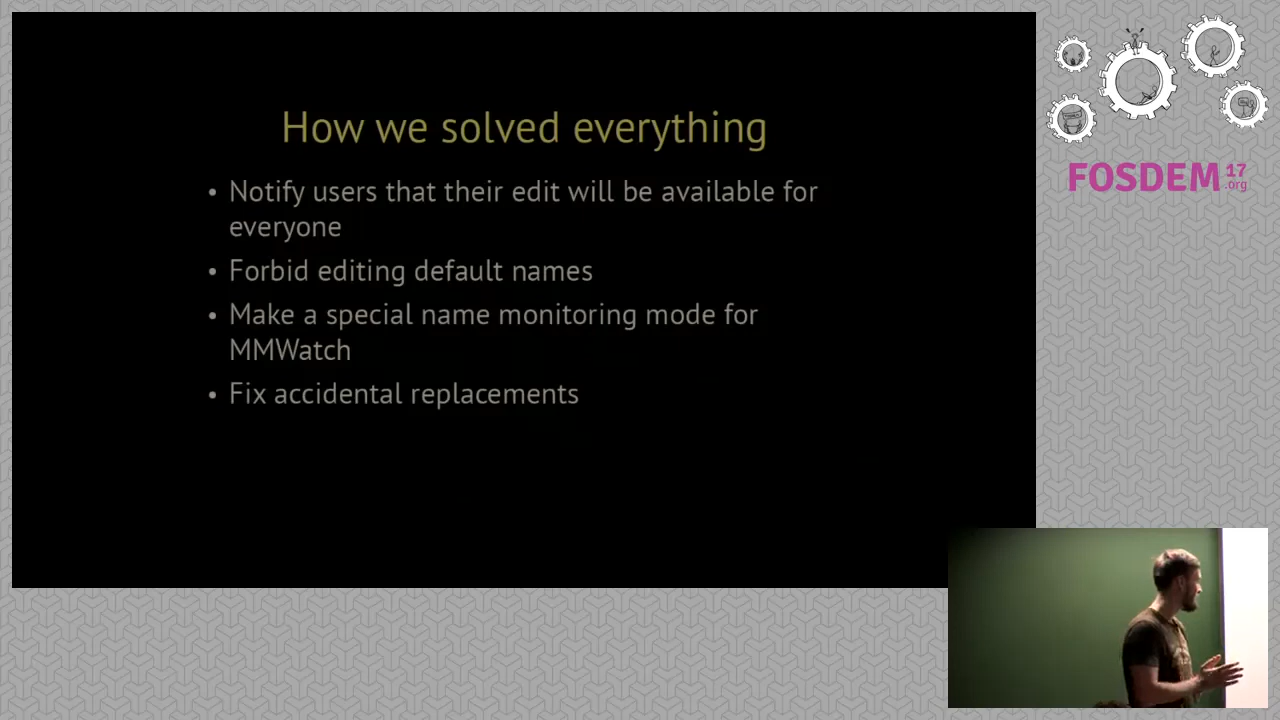 How we solved everything
• Notify users that their edit will be available for
everyone
• Forbid editing default names
• Make a special name monitoring mode for
MMWatch
• Fix accidental replacements
FOSDEM 17
.org